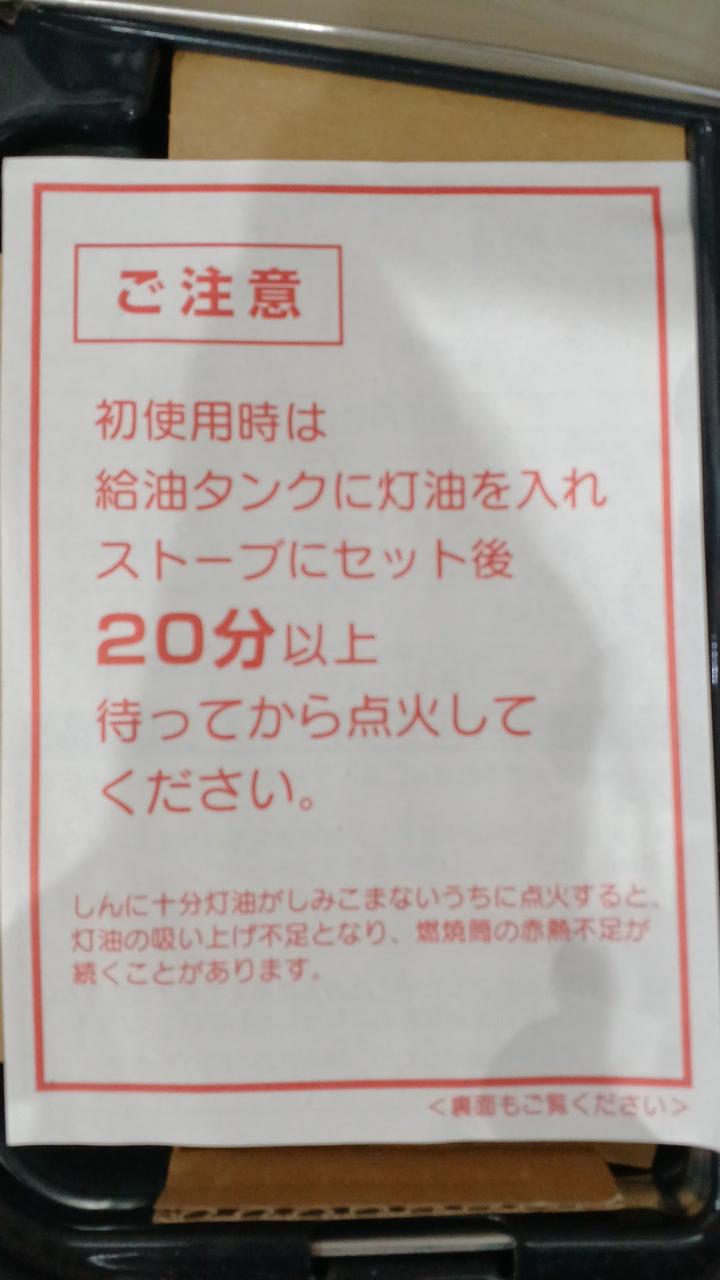 ご注意
初使用時は
給油タンクに灯油を入れ
ストーブにセット後
20分以上
待ってから点火して
ください。
しんに十分灯油がしみこまないうちに点火すると、
灯油の吸い上げ不足となり、燃焼筒の赤熱不足が
続くことがあります。
＜裏面もご覧ください＞